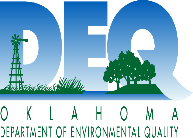 DEQ
OKLAHOMA
DEPARTMENT OF ENVIRONMENTAL QUALITY